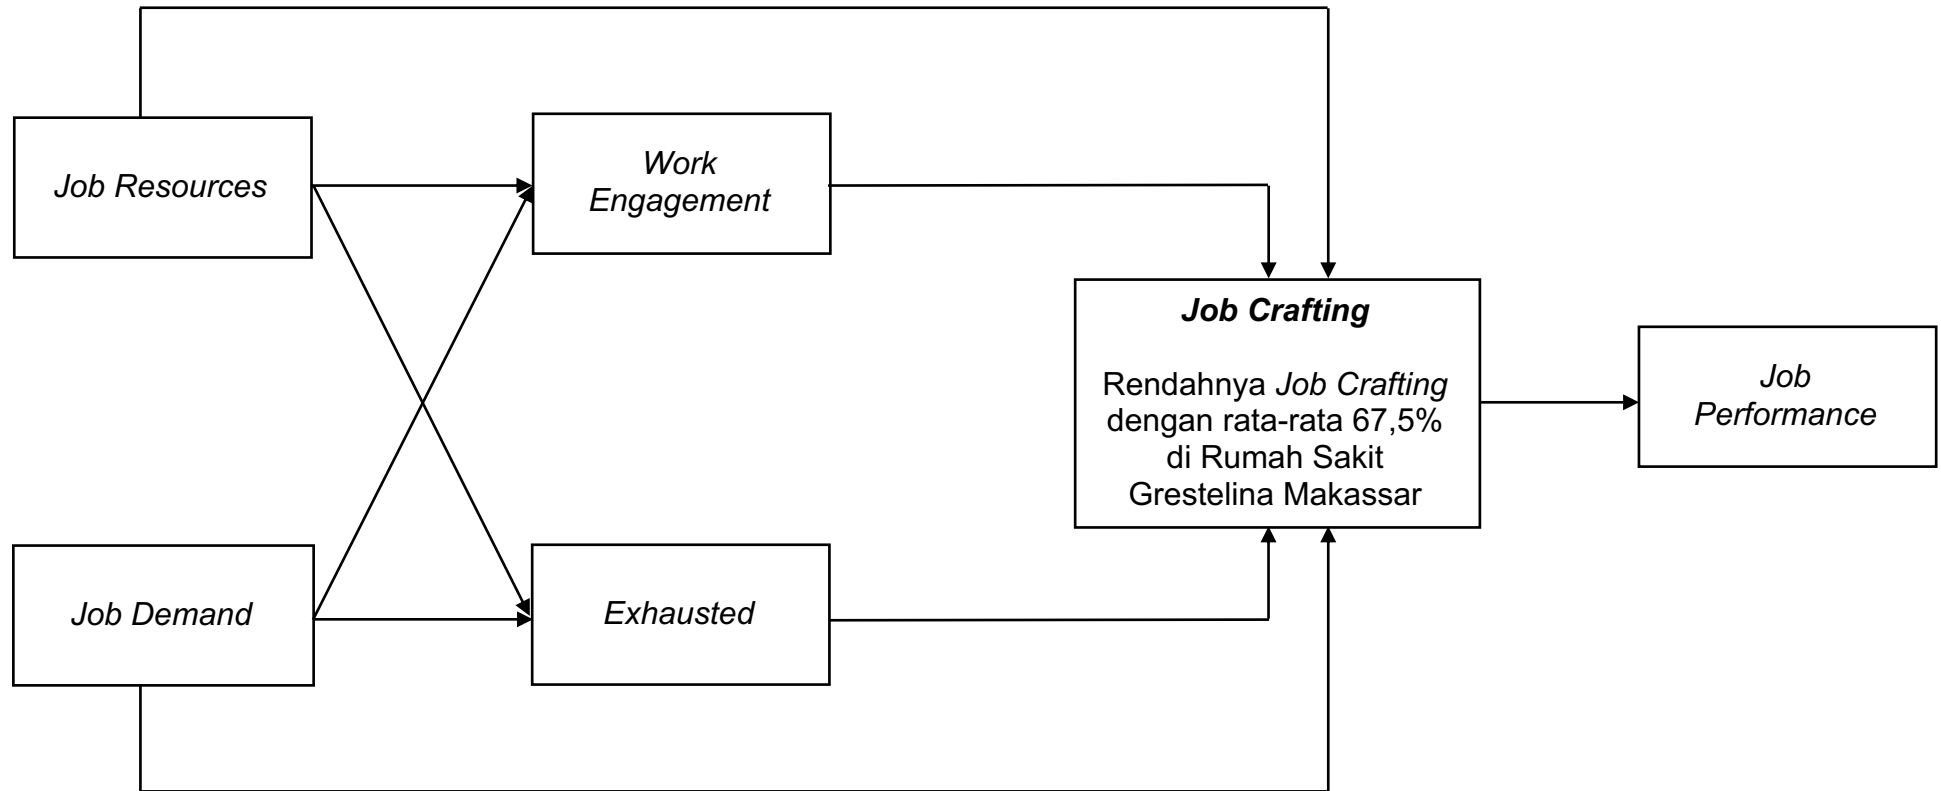 Job Resources
Work
Engagement
Job Crafting
Rendahnya Job Crafting
dengan rata-rata 67,5%
di Rumah Sakit
Grestelina Makassar
Job
Performance
Job Demand
Exhausted